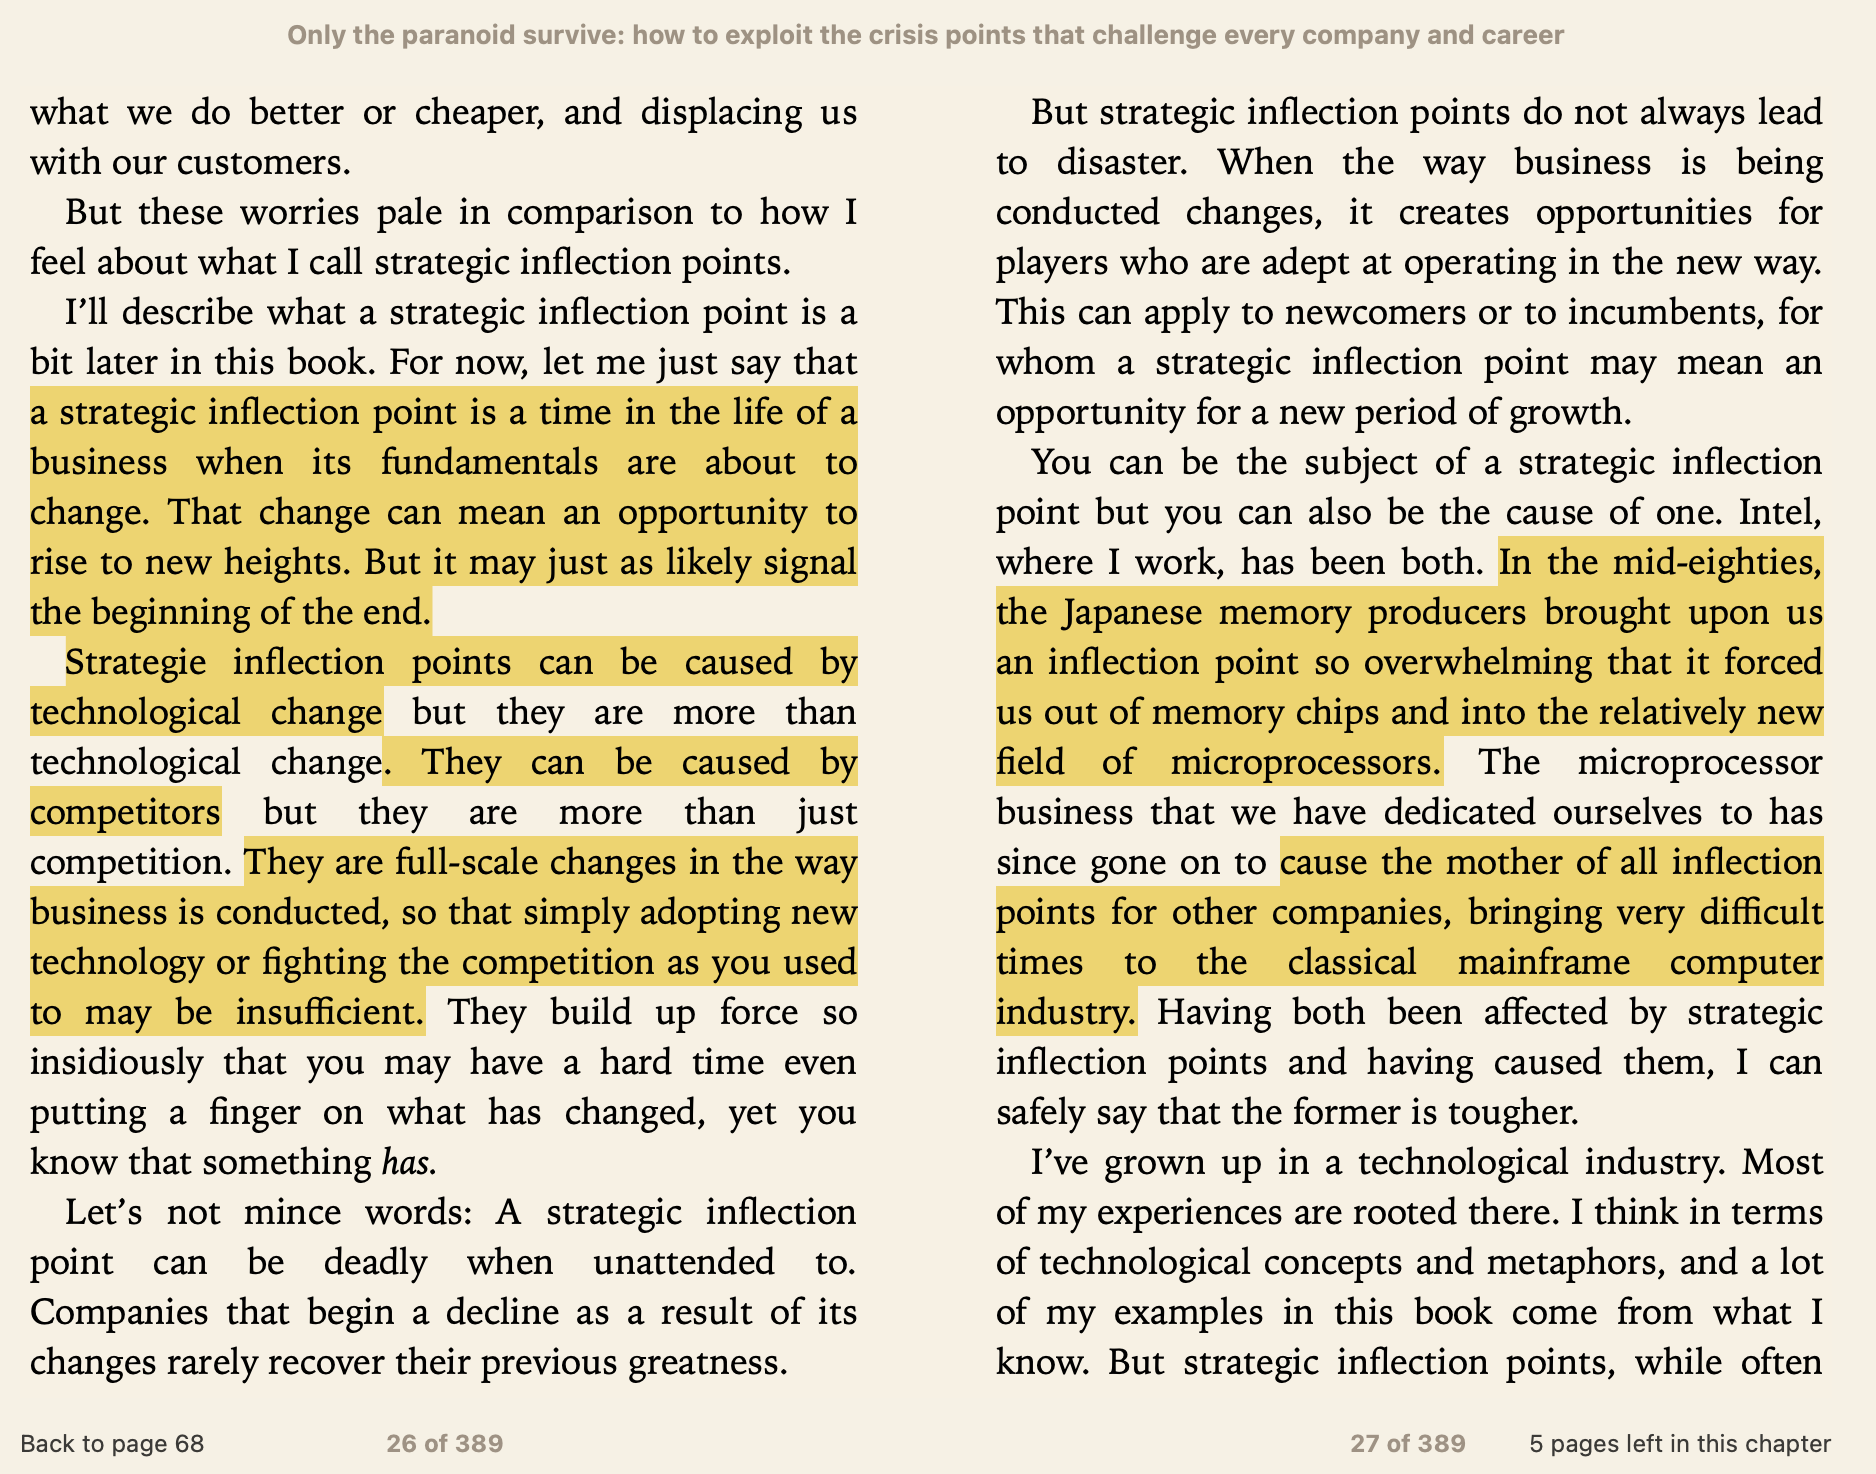 Only the paranoid survive: how to exploit the crisis points that challenge every company and career
what we do better or cheaper, and displacing us
with our customers.
But these worries pale in comparison to how I
feel about what I call strategic inflection points.
I’ll describe what a strategic inflection point is a
bit later in this book. For now, let me just say that
a strategic inflection point is a time in the life of a
business when its fundamentals are about to
change. That change can mean an opportunity to
rise to new heights. But it may just as likely signal
the beginning of the end.
Strategie inflection points can be caused by
technological change but they are more than
technological change. They can be caused by
competitors but they are more than just
competition. They are full-scale changes in the way
business is conducted, so that simply adopting new
technology or fighting the competition as you used
to may be insufficient. They build up force so
insidiously that you may have a hard time even
putting a finger on what has changed, yet you
know that something has.
Let’s not mince words: A strategic inflection
point can be deadly when unattended to.
Companies that begin a decline as a result of its
changes rarely recover their previous greatness.
But strategic inflection points do not always lead
to disaster. When the way business is being
conducted changes, it creates opportunities for
players who are adept at operating in the new way.
This can apply to newcomers or to incumbents, for
whom a strategic inflection point may mean an
opportunity for a new period of growth.
You can be the subject of a strategic inflection
point but you can also be the cause of one. Intel,
where I work, has been both. In the mid-eighties,
the Japanese memory producers brought upon us
an inflection point so overwhelming that it forced
us out of memory chips and into the relatively new
field of microprocessors. The microprocessor
business that we have dedicated ourselves to has
since gone on to cause the mother of all inflection
points for other companies, bringing very difficult
times to the classical mainframe computer
industry. Having both been affected by strategic
inflection points and having caused them, I can
safely say that the former is tougher.
I’ve grown up in a technological industry. Most
of my experiences are rooted there. I think in terms
of technological concepts and metaphors, and a lot
of my examples in this book come from what I
know. But strategic inflection points, while often
Back to page 68
26 of 389
27 of 389
5 pages left in this chapter